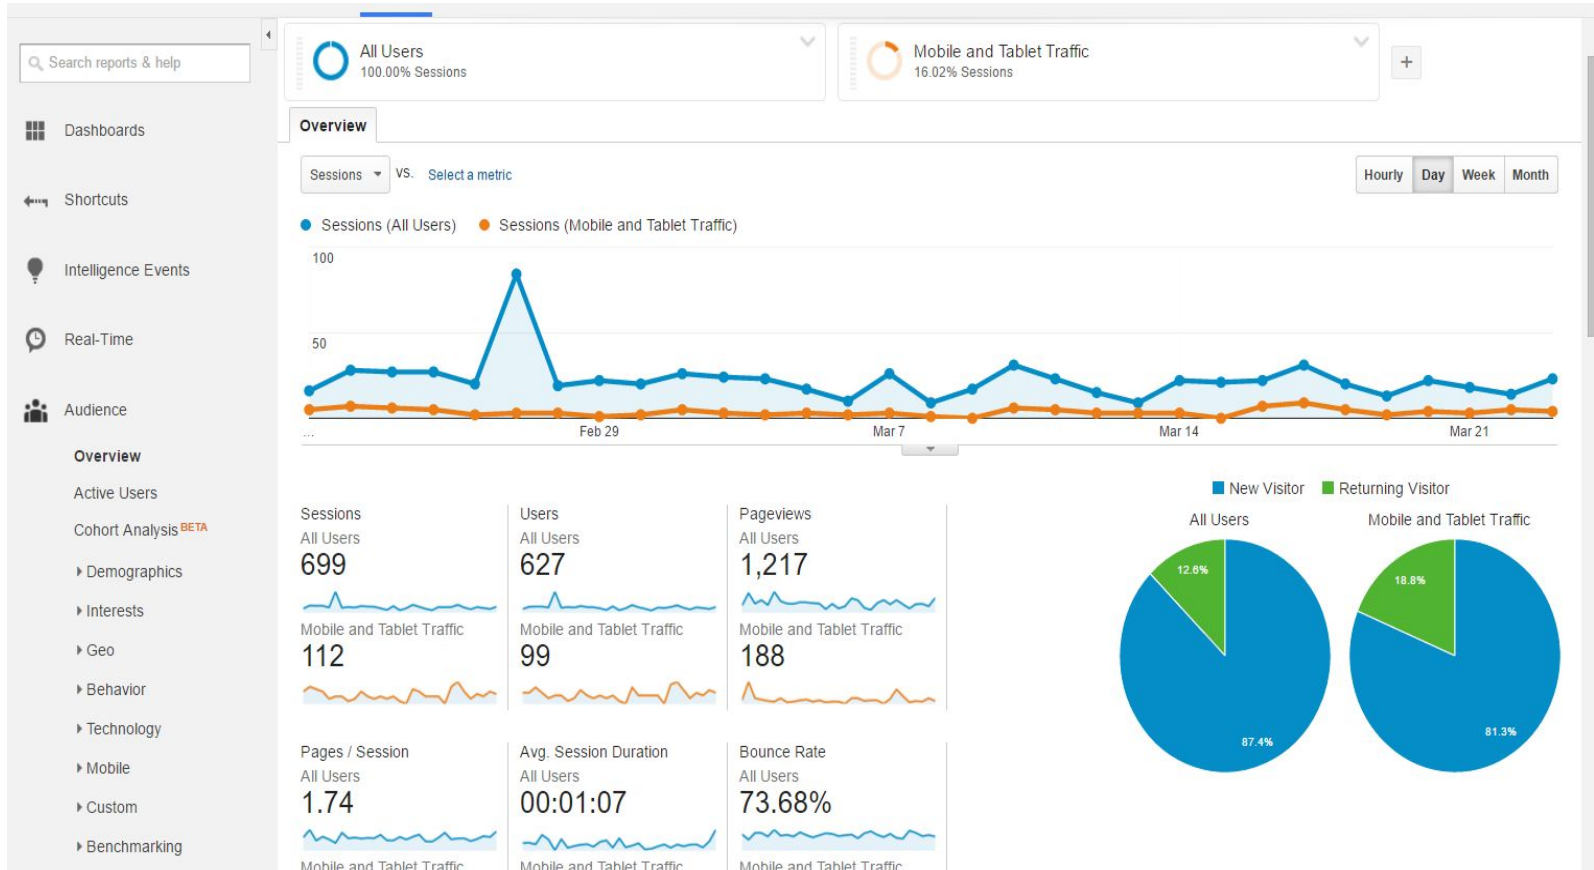 Search reports & help
Dashboards
Shortcuts
Intelligence Events
Real-Time
Audience
Overview
Active Users
Cohort Analysis BETA
Demographics
Interests
Geo
Behavior
Technology
Mobile
Custom
Benchmarking
All Users
100.00% Sessions
Mobile and Tablet Traffic
16.02% Sessions
+
Overview
Sessions VS. Select a metric
Hourly Day Week Month
Sessions (All Users) Sessions (Mobile and Tablet Traffic)
100
50
... Feb 29 Mar 7 Mar 14 Mar 21
Sessions
All Users
699
Mobile and Tablet Traffic
112
Users
All Users
627
Mobile and Tablet Traffic
99
Pageviews
All Users
1,217
Mobile and Tablet Traffic
188
Pages / Session
All Users
1.74
Mobile and Tablet Traffic
Avg. Session Duration
All Users
00:01:07
Mobile and Tablet Traffic
Bounce Rate
All Users
73.68%
Mobile and Tablet Traffic
New Visitor Returning Visitor
All Users
12.6%
87.4%
Mobile and Tablet Traffic
18.8%
81.3%